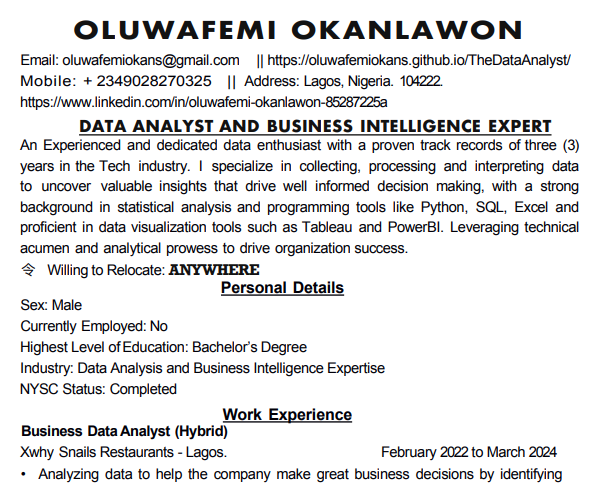 OLUWAFEMI OKANLAWON
Email: oluwafemiokans@gmail.com || https://oluwafemiokans.github.io/TheDataAnalyst/
Mobile: + 2349028270325 || Address: Lagos, Nigeria. 104222.
https://www.linkedin.com/in/oluwafemi-okanlawon-85287225a
DATA ANALYST AND BUSINESS INTELLIGENCE EXPERT
An Experienced and dedicated data enthusiast with a proven track records of three (3)
years in the Tech industry. I specialize in collecting, processing and interpreting data
to uncover valuable insights that drive well informed decision making, with a strong
background in statistical analysis and programming tools like Python, SQL, Excel and
proficient in data visualization tools such as Tableau and PowerBI. Leveraging technical
acumen and analytical prowess to drive organization success.
令 Willing to Relocate: ANYWHERE
Personal Details
Sex: Male
Currently Employed: No
Highest Level of Education: Bachelor's Degree
Industry: Data Analysis and Business Intelligence Expertise
NYSC Status: Completed
Work Experience
Business Data Analyst (Hybrid)
Xwhy Snails Restaurants - Lagos. February 2022 to March 2024
• Analyzing data to help the company make great business decisions by identifying